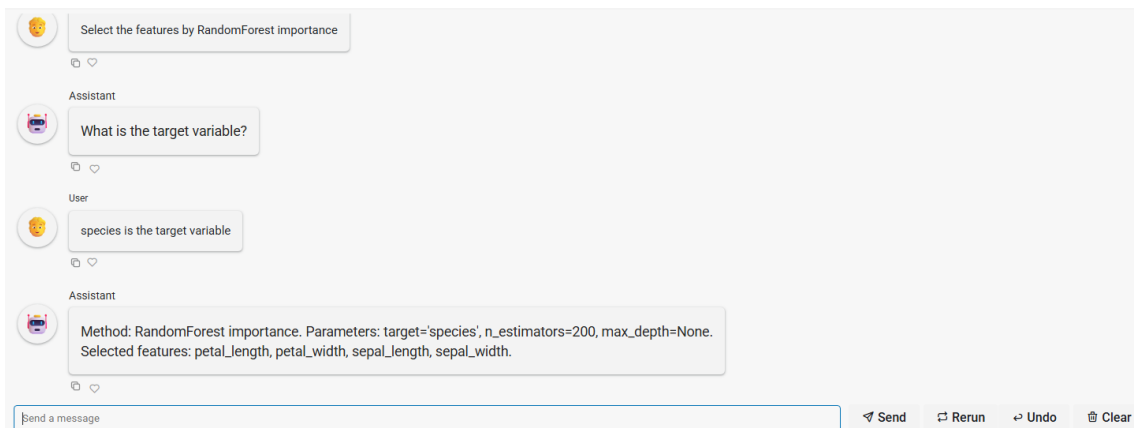 Select the features by RandomForest importance
Assistant
What is the target variable?
User
species is the target variable
Assistant
Method: RandomForest importance. Parameters: target='species', n_estimators=200, max_depth=None.
Selected features: petal_length, petal_width, sepal_length, sepal_width.
Send a message
Send
Rerun
Undo
Clear